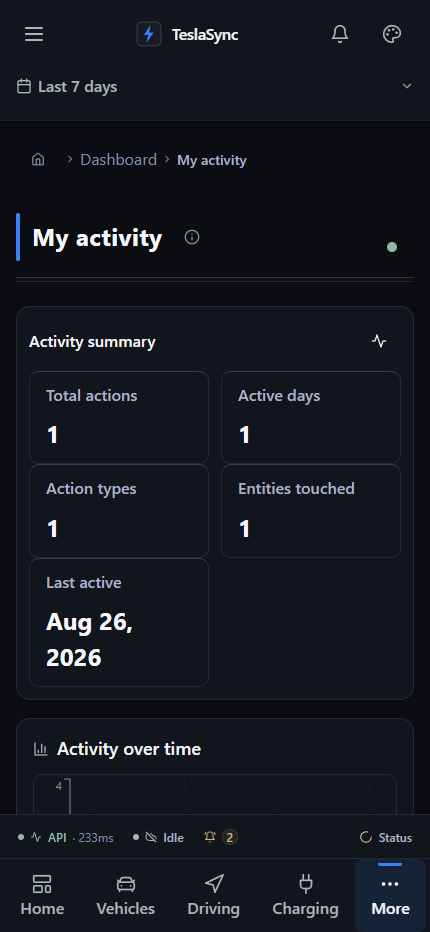 TeslaSync
Last 7 days
Dashboard My activity
My activity
Activity summary
Total actions
1
Active days
1
Action types
1
Entities touched
1
Last active
Aug 26,
2026
Activity over time
4
API · 233ms
Idle
2
Status
Home
Vehicles
Driving
Charging
More